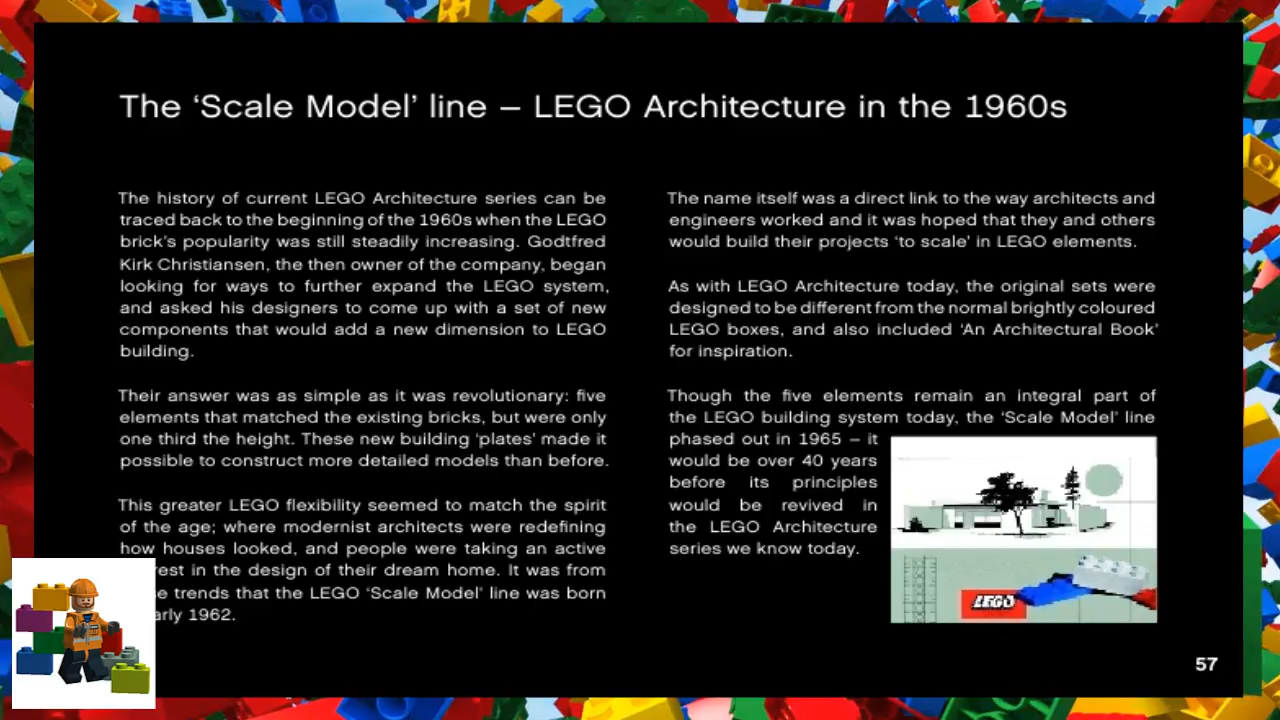 The ‘Scale Model’ line – LEGO Architecture in the 1960s
The history of current LEGO Architecture series can be
traced back to the beginning of the 1960s when the LEGO
brick’s popularity was still steadily increasing. Godtfred
Kirk Christiansen, the then owner of the company, began
looking for ways to further expand the LEGO system,
and asked his designers to come up with a set of new
components that would add a new dimension to LEGO
building.
Their answer was as simple as it was revolutionary: five
elements that matched the existing bricks, but were only
one third the height. These new building ‘plates’ made it
possible to construct more detailed models than before.
This greater LEGO flexibility seemed to match the spirit
of the age; where modernist architects were redefining
how houses looked, and people were taking an active
rest in the design of their dream home. It was from
e trends that the LEGO ‘Scale Model’ line was born
arly 1962.
The name itself was a direct link to the way architects and
engineers worked and it was hoped that they and others
would build their projects ‘to scale’ in LEGO elements.
As with LEGO Architecture today, the original sets were
designed to be different from the normal brightly coloured
LEGO boxes, and also included ‘An Architectural Book’
for inspiration.
Though the five elements remain an integral part of
the LEGO building system today, the ‘Scale Model’ line
phased out in 1965 – it
would be over 40 years
before its principles
would be revived in
the LEGO Architecture
series we know today.
LEGO
57